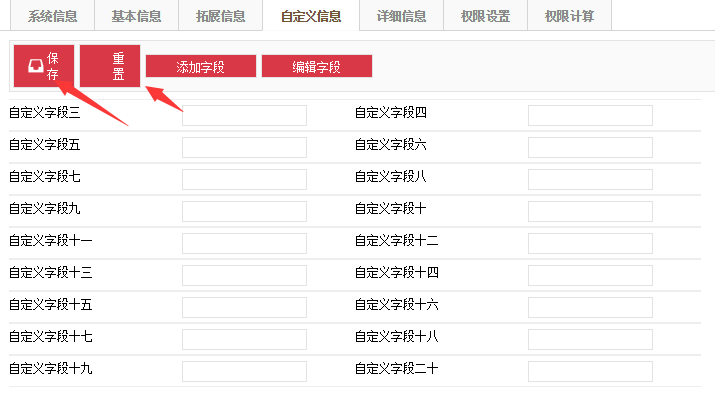 系统信息 基本信息 拓展信息 自定义信息 详细信息 权限设置 权限计算
保存 重置 添加字段 编辑字段
自定义字段三 自定义字段四
自定义字段五 自定义字段六
自定义字段七 自定义字段八
自定义字段九 自定义字段十
自定义字段十一 自定义字段十二
自定义字段十三 自定义字段十四
自定义字段十五 自定义字段十六
自定义字段十七 自定义字段十八
自定义字段十九 自定义字段二十